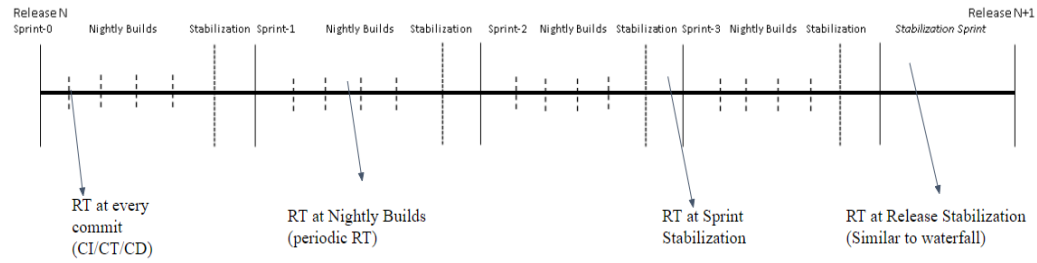 Release N
Release N+1
Sprint-0 Nightly Builds Stabilization Sprint-1 Nightly Builds Stabilization Sprint-2 Nightly Builds Stabilization Sprint-3 Nightly Builds Stabilization Stabilization Sprint
RT at every
commit
(CI/CT/CD)
RT at Nightly Builds
(periodic RT)
RT at Sprint
Stabilization
RT at Release Stabilization
(Similar to waterfall)